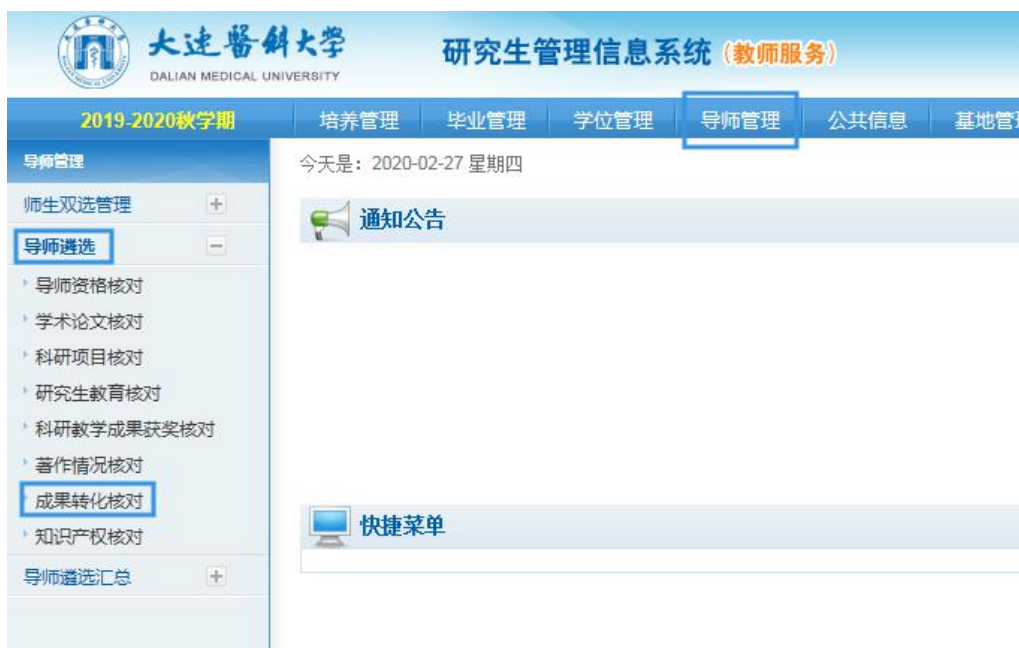 大连医科大学
DALIAN MEDICAL UNIVERSITY
研究生管理信息系统（教师服务）
2019-2020秋学期 培养管理 毕业管理 学位管理 导师管理 公共信息 基地管
导师管理
今天是：2020-02-27 星期四
师生双选管理
通知公告
导师遴选
导师资格核对
学术论文核对
科研项目核对
研究生教育核对
科研教学成果获奖核对
著作情况核对
成果转化核对
快捷菜单
知识产权核对
导师遴选汇总